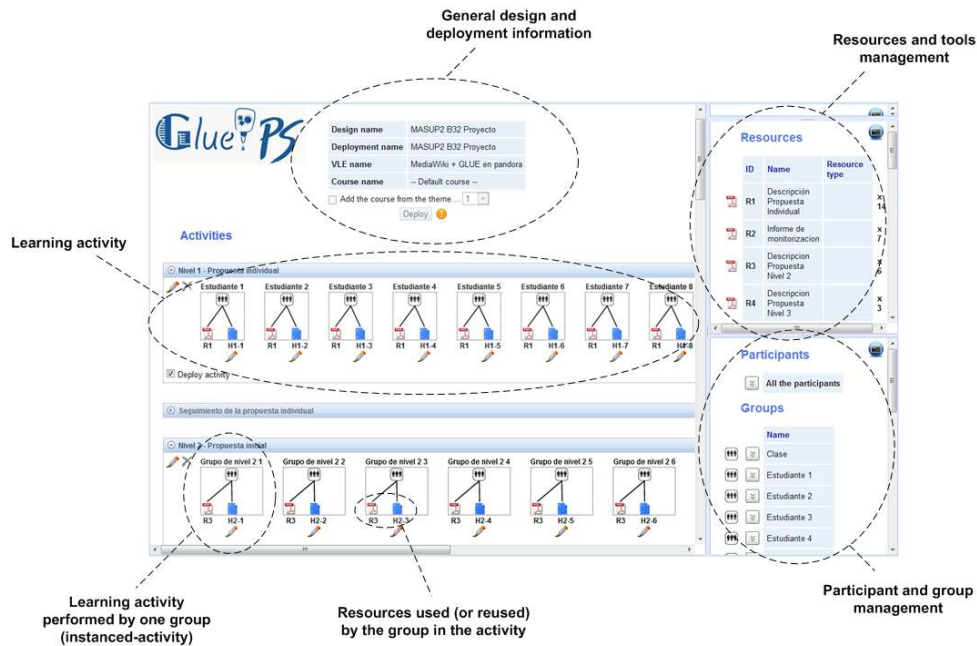 General design and
deployment information
Resources and tools
management
Glue!PS
Design name MASUP2 B32 Proyecto
Deployment name MASUP2 B32 Proyecto
VLE name MediaWiki + GLUE en pandora
Course name -- Default course --
Add the course from the theme.... 1
Deploy
Learning activity
Activities
Nivel 1 - Propuesta individual
Estudiante 1 Estudiante 2 Estudiante 3 Estudiante 4 Estudiante 5 Estudiante 6 Estudiante 7 Estudiante 8
R1 H1-1 R1 H1-2 R1 H1-3 R1 H1-4 R1 H1-5 R1 H1-6 R1 H1-7 R1 H1-8
Deploy activity
Seguimiento de la propuesta individual
Nivel 2 - Propuesta inicial
Grupo de nivel 2 1 Grupo de nivel 2 2 Grupo de nivel 2 3 Grupo de nivel 2 4 Grupo de nivel 2 5 Grupo de nivel 2 6
R3 H2-1 R3 H2-2 R3 H2-3 R3 H2-4 R3 H2-5 R3 H2-6
Resources
ID Name Resource
type
R1 Descripción
Propuesta
Individual
x
14
R2 Informe de
monitorizacion
x
7
R3 Descripcion
Propuesta
Nivel 2
x
6
R4 Descripcion
Propuesta
Nivel 3
x
3
Participants
All the participants
Groups
Name
Clase
Estudiante 1
Estudiante 2
Estudiante 3
Estudiante 4
Learning activity
performed by one group
(instanced-activity)
Resources used (or reused)
by the group in the activity
Participant and group
management